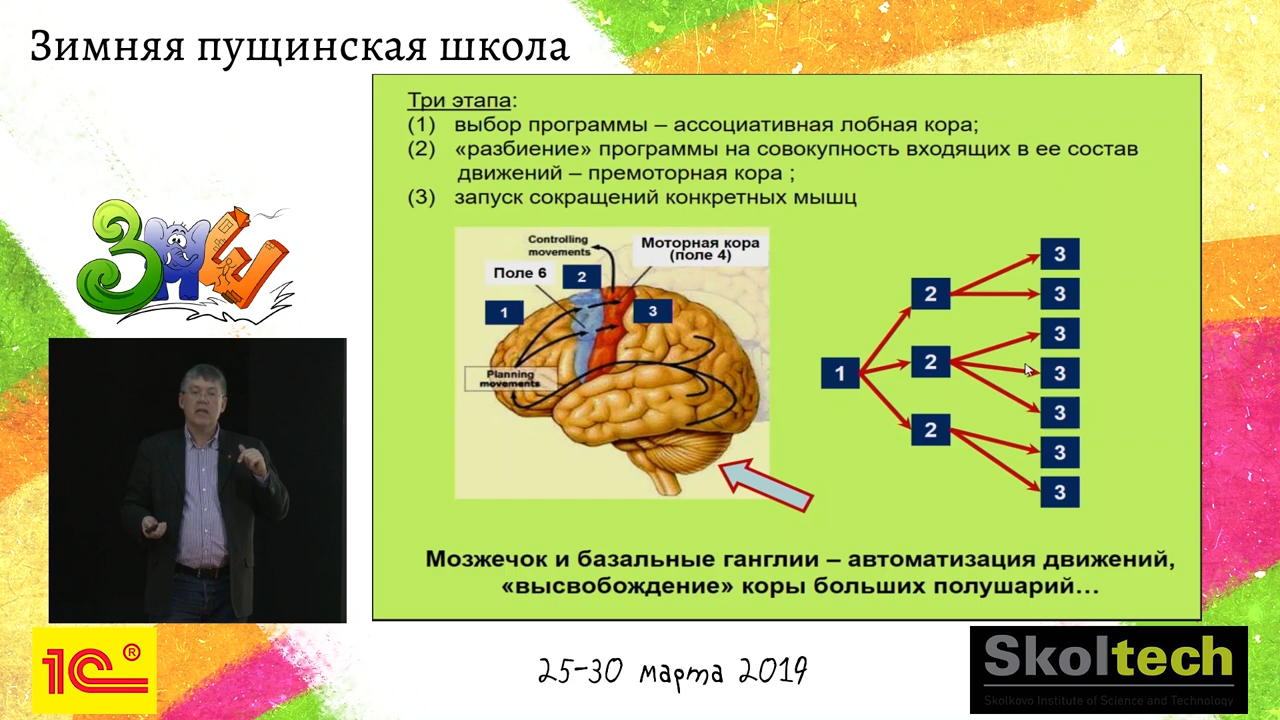 Зимняя пущинская школа
Три этапа:
(1) выбор программы – ассоциативная лобная кора;
(2) «разбиение» программы на совокупность входящих в ее состав
движений – премоторная кора ;
(3) запуск сокращений конкретных мышц
Controlling
movements
Моторная кора
(поле 4)
Поле 6
2
1
3
Planning
movements
1
2
2
2
3
3
3
3
3
3
3
Мозжечок и базальные ганглии – автоматизация движений,
«высвобождение» коры больших полушарий...
ЗПШ
1С®
25-30 марта 2019
Skoltech
Skolkovo Institute of Science and Technology